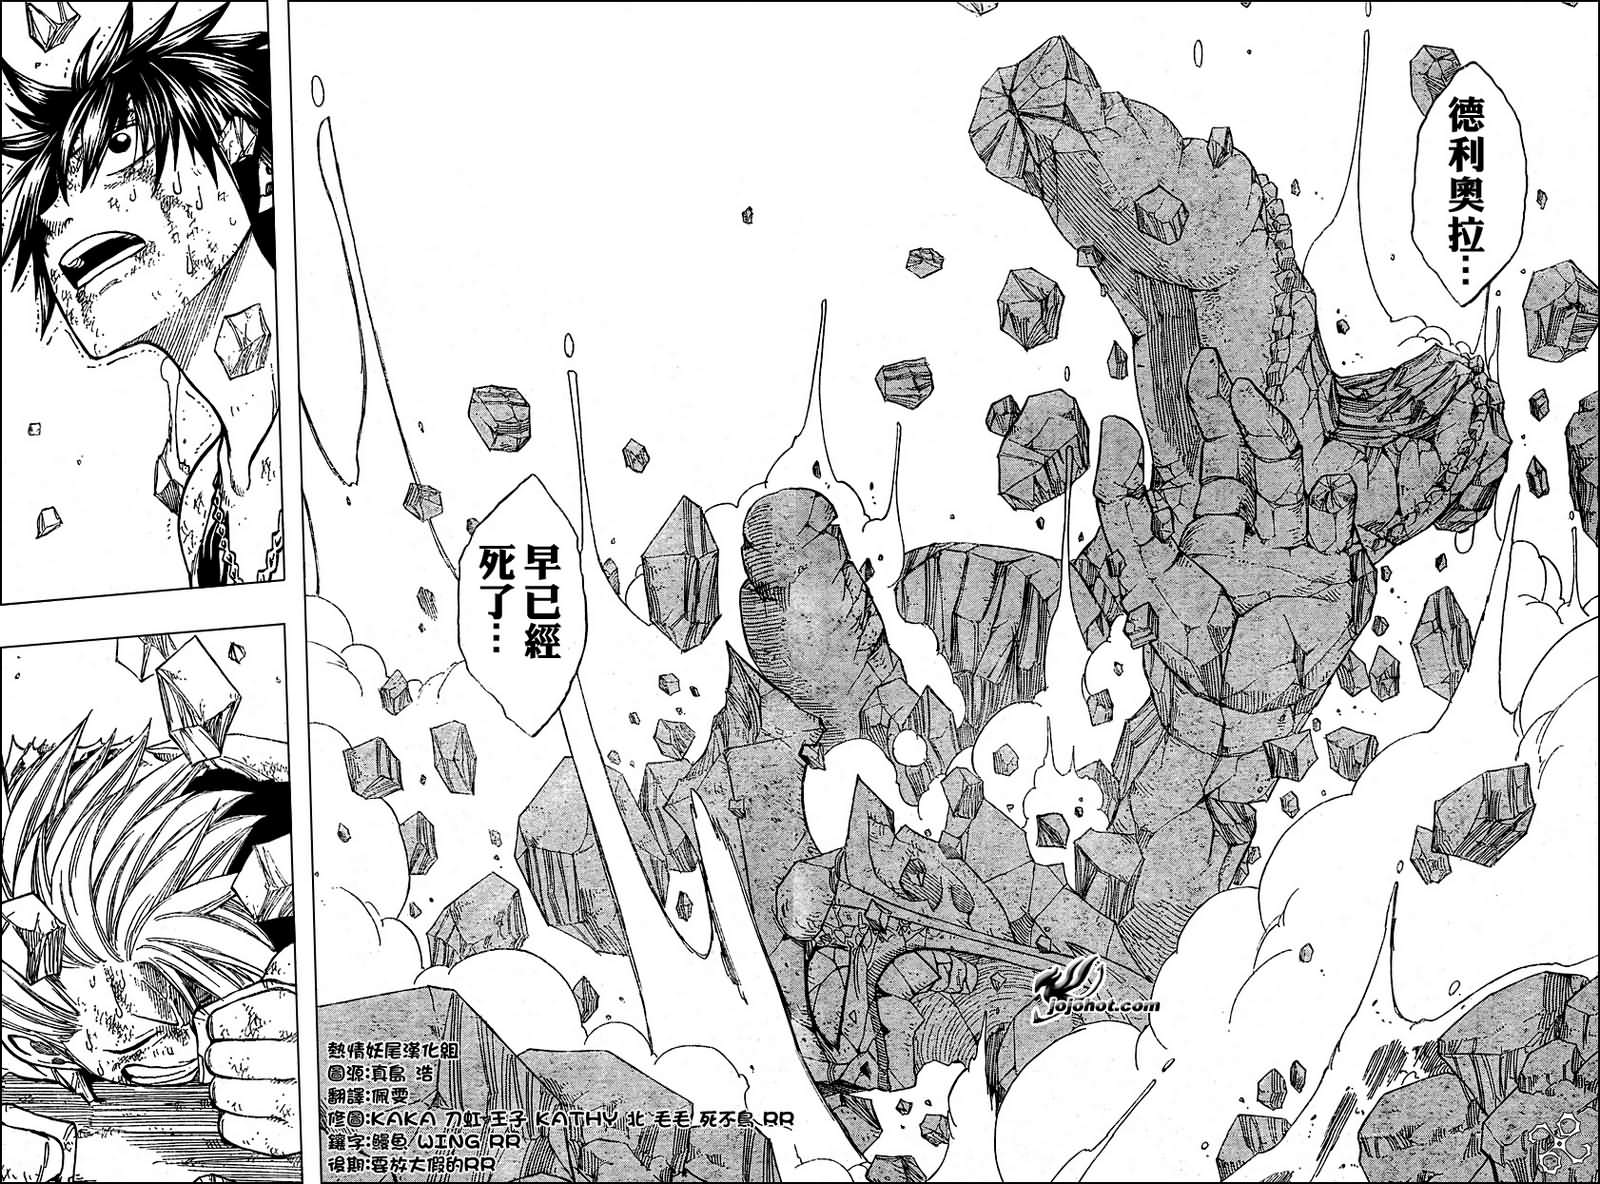 德利奧拉…
早已經
死了…
jojohot.com
熱情妖尾漢化組
圖源:真島 浩
翻譯:佩雯
修圖:KAKA 刀虹 王子 KATHY 北 毛毛 死不鳥 RR
鑲字:鰻魚 WING RR
後期:要放大假的RR